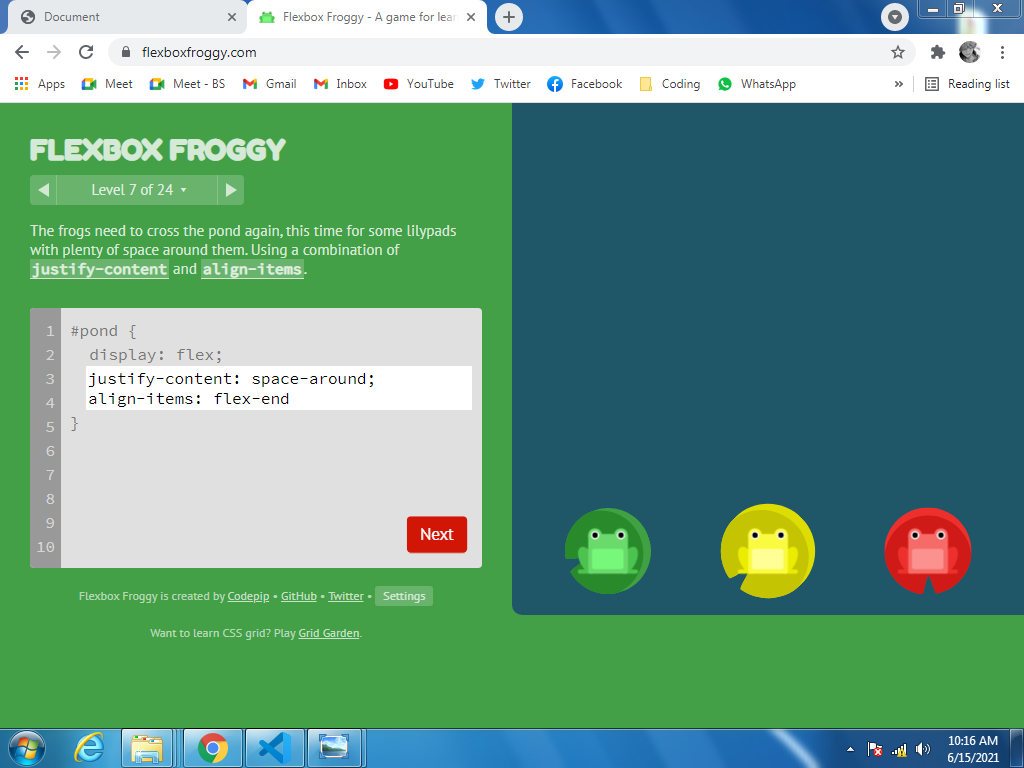 Document
Flexbox Froggy - A game for lear
flexboxfroggy.com
Apps Meet Meet - BS Gmail Inbox YouTube Twitter Facebook Coding WhatsApp » Reading list
FLEXBOX FROGGY
Level 7 of 24
The frogs need to cross the pond again, this time for some lilypads
with plenty of space around them. Using a combination of
justify-content and align-items.
1 #pond {
2 display: flex;
3 justify-content: space-around;
4 align-items: flex-end
5 }
6
7
8
9
10
Next
Flexbox Froggy is created by Codepip • GitHub • Twitter • Settings
Want to learn CSS grid? Play Grid Garden.
10:16 AM
6/15/2021